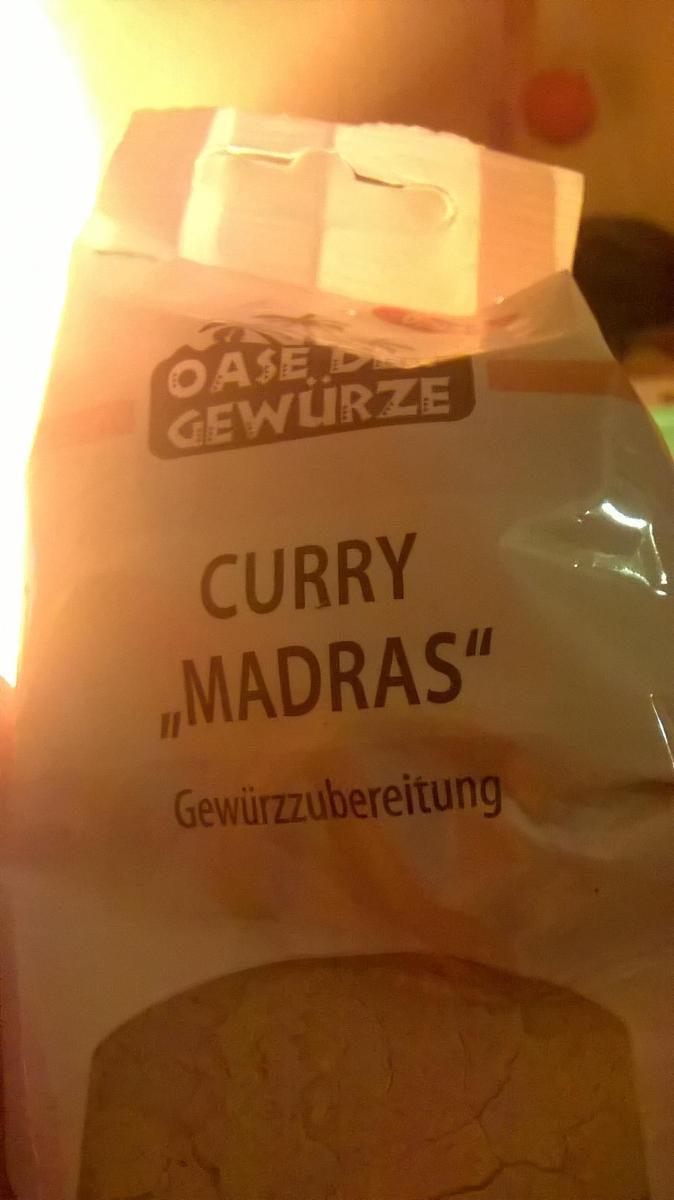 OASE
GEWÜRZE
CURRY
„MADRAS“
Gewürzzubereitung